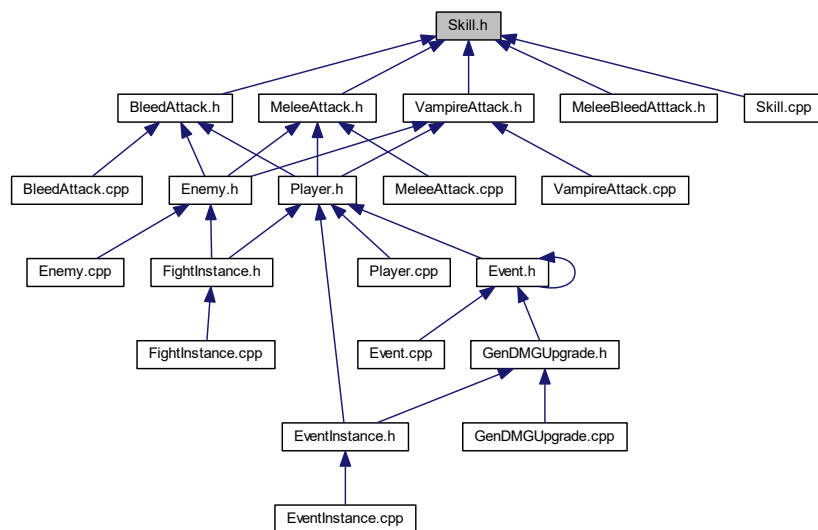 Skill.h
BleedAttack.h
MeleeAttack.h
VampireAttack.h
MeleeBleedAtttack.h
Skill.cpp
BleedAttack.cpp
Enemy.h
Player.h
MeleeAttack.cpp
VampireAttack.cpp
Enemy.cpp
FightInstance.h
Player.cpp
Event.h
FightInstance.cpp
Event.cpp
GenDMGUpgrade.h
EventInstance.h
GenDMGUpgrade.cpp
EventInstance.cpp